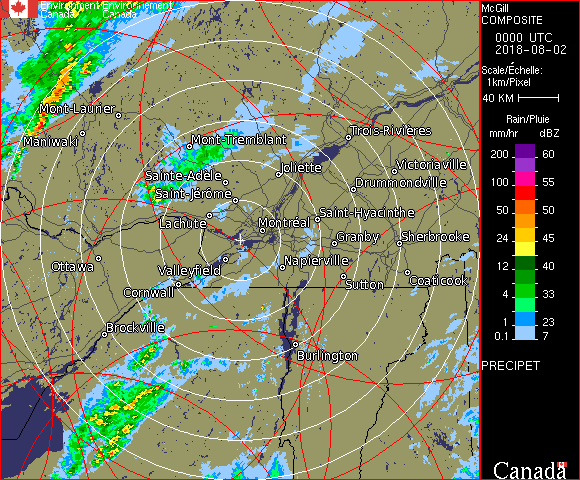 Environment Environnement
Canada Canada
McGill
COMPOSITE
0000 UTC
2018-08-02
Scale/Échelle:
1km/Pixel
40 KM
Rain/Pluie
mm/hr dBZ
200 60
150 57
100 55
50 50
24 45
12 40
4 33
1 23
0.1 7
PRECIPET
Canada
Mont-Laurier
Maniwaki
Mont-Tremblant
Trois-Rivières
Joliette
Victoriaville
Sainte-Adèle
Drummondville
Saint-Jérôme
Saint-Hyacinthe
Lachute
Montréal
Granby
Sherbrooke
Ottawa
Valleyfield
Napierville
Sutton
Coaticook
Cornwall
Brockville
Burlington